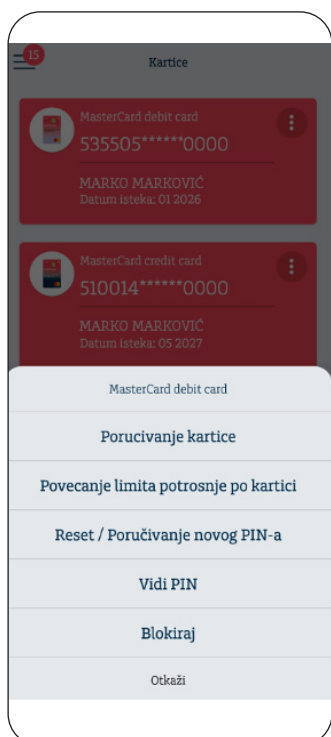 15
Kartice
MasterCard debit card
535505******0000
MARKO MARKOVIĆ
Datum isteka: 01 2026
MasterCard credit card
510014******0000
MARKO MARKOVIĆ
Datum isteka: 05 2027
MasterCard debit card
Porucivanje kartice
Povecanje limita potrosnje po kartici
Reset / Poručivanje novog PIN-a
Vidi PIN
Blokiraj
Otkaži